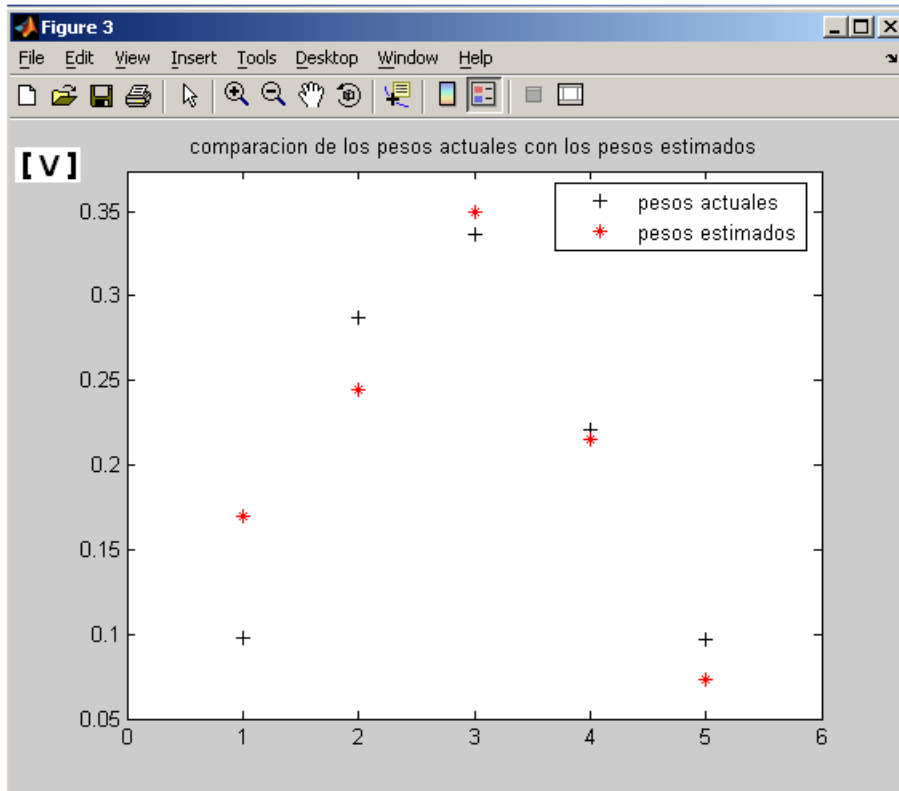 Figure 3
File Edit View Insert Tools Desktop Window Help
comparacion de los pesos actuales con los pesos estimados
[V]
pesos actuales
pesos estimados
0.35
0.3
0.25
0.2
0.15
0.1
0.05
0 1 2 3 4 5 6